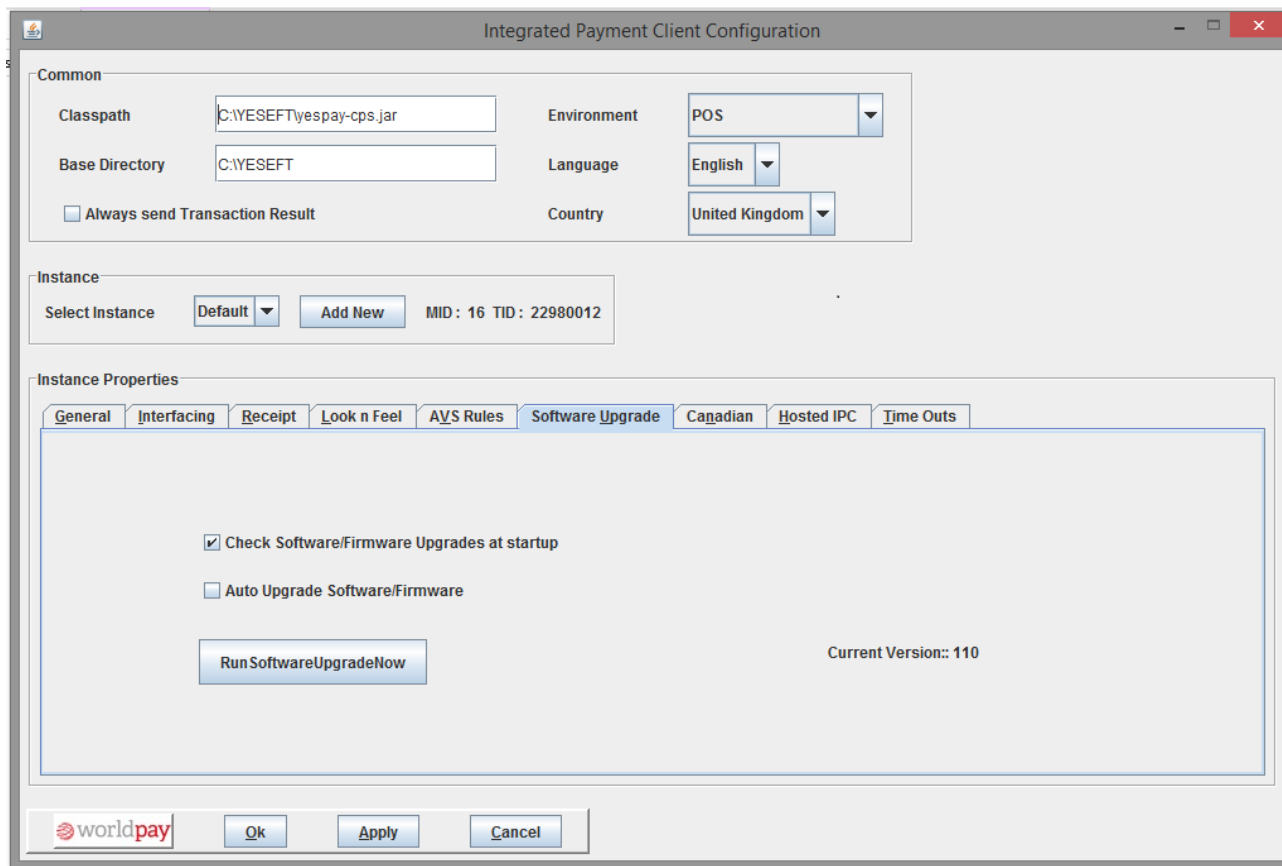 Integrated Payment Client Configuration
Common
Classpath C:\YESEFT\yespay-cps.jar Environment POS
Base Directory C:\YESEFT Language English
Always send Transaction Result Country United Kingdom
Instance
Select Instance Default Add New MID : 16 TID : 22980012
Instance Properties
General Interfacing Receipt Look n Feel AVS Rules Software Upgrade Canadian Hosted IPC Time Outs
Check Software/Firmware Upgrades at startup
Auto Upgrade Software/Firmware
RunSoftwareUpgradeNow Current Version:: 110
worldpay Ok Apply Cancel